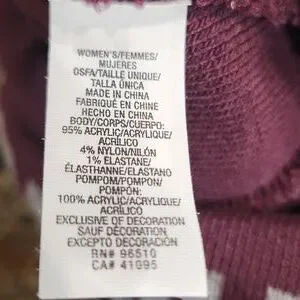 WOMEN'S/FEMMES/
MUJERES
OSFA/TAILLE UNIQUE/
TALLA ÚNICA
MADE IN CHINA
FABRIQUÉ EN CHINE
HECHO EN CHINA
BODY/CORPS/CUERPO:
95% ACRYLIC/ACRYLIQUE/
ACRÍLICO
4% NYLON/NILÓN
1% ELASTANE/
ÉLASTHANNE/ELASTANO
POMPOM/POMPON/
POMPÓN:
100% ACRYLIC/ACRYLIQUE/
ACRÍLICO
EXCLUSIVE OF DECORATION
SAUF DÉCORATION
EXCEPTO DECORACIÓN
RN# 96510
CA# 41095